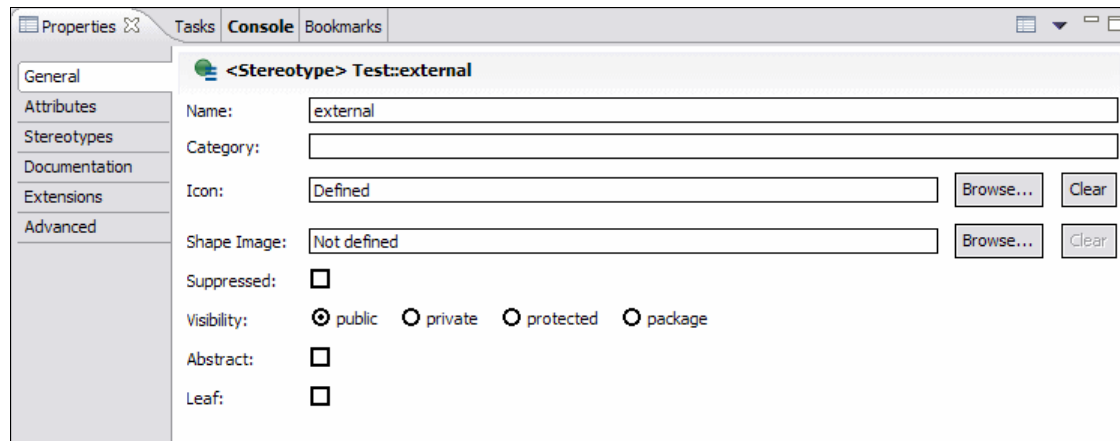 Properties Tasks Console Bookmarks
General
Attributes
Stereotypes
Documentation
Extensions
Advanced
<Stereotype> Test::external
Name: external
Category:
Icon: Defined Browse... Clear
Shape Image: Not defined Browse... Clear
Suppressed:
Visibility: public private protected package
Abstract:
Leaf: